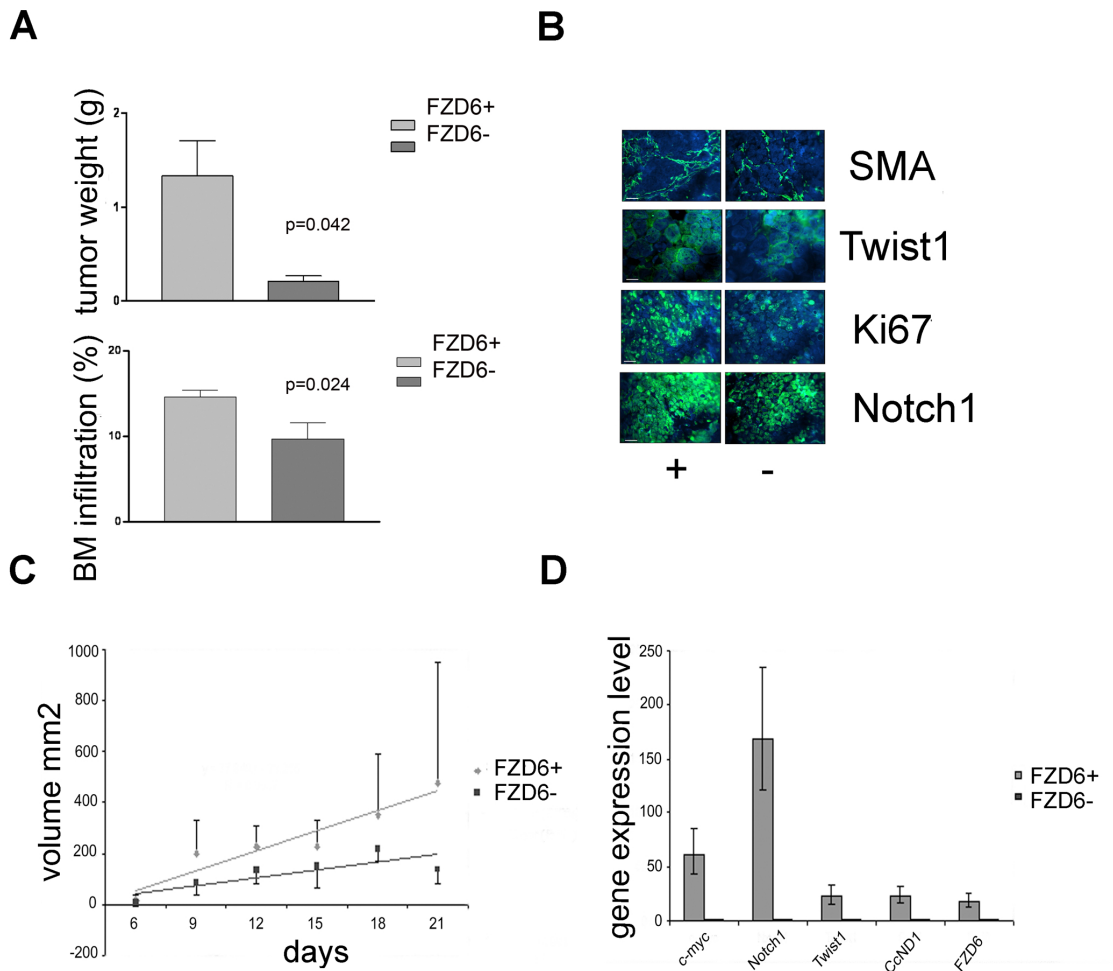 A
tumor weight (g)
2
1
0
p=0.042
FZD6+
FZD6-
BM infiltration (%)
20
10
0
p=0.024
FZD6+
FZD6-
B
SMA
Twist1
Ki67
Notch1
+ -
C
volume mm2
1000
800
600
400
200
0
-200
6 9 12 15 18 21
days
FZD6+
FZD6-
D
gene expression level
250
200
150
100
50
0
c-myc Notch1 Twist1 CcND1 FZD6
FZD6+
FZD6-